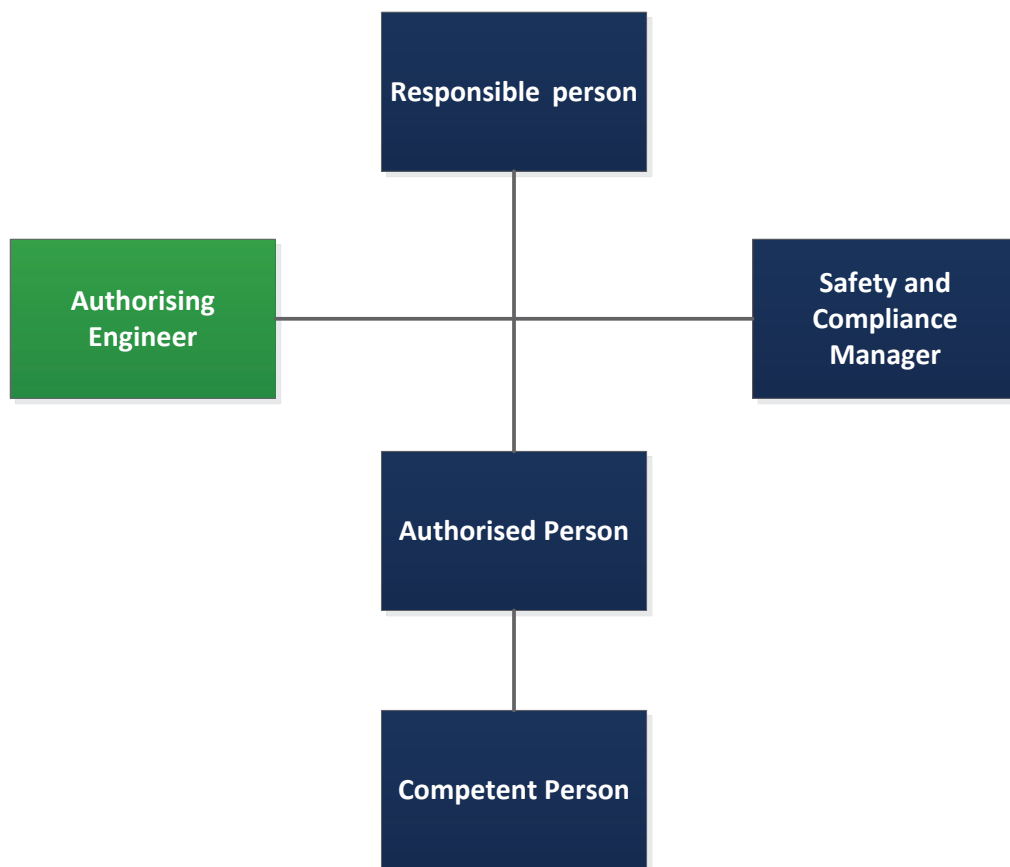 Responsible person
Authorising
Engineer
Safety and
Compliance
Manager
Authorised Person
Competent Person